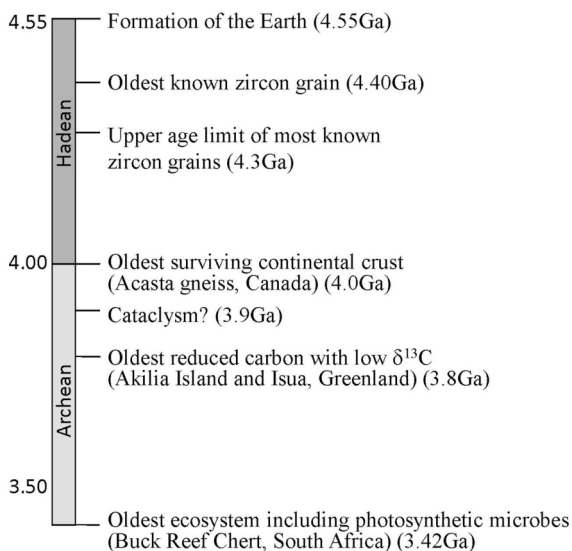 4.55
Formation of the Earth (4.55Ga)
Oldest known zircon grain (4.40Ga)
Hadean
Upper age limit of most known
zircon grains (4.3Ga)
4.00
Oldest surviving continental crust
(Acasta gneiss, Canada) (4.0Ga)
Cataclysm? (3.9Ga)
Oldest reduced carbon with low δ¹³C
(Akilia Island and Isua, Greenland) (3.8Ga)
Archean
3.50
Oldest ecosystem including photosynthetic microbes
(Buck Reef Chert, South Africa) (3.42Ga)